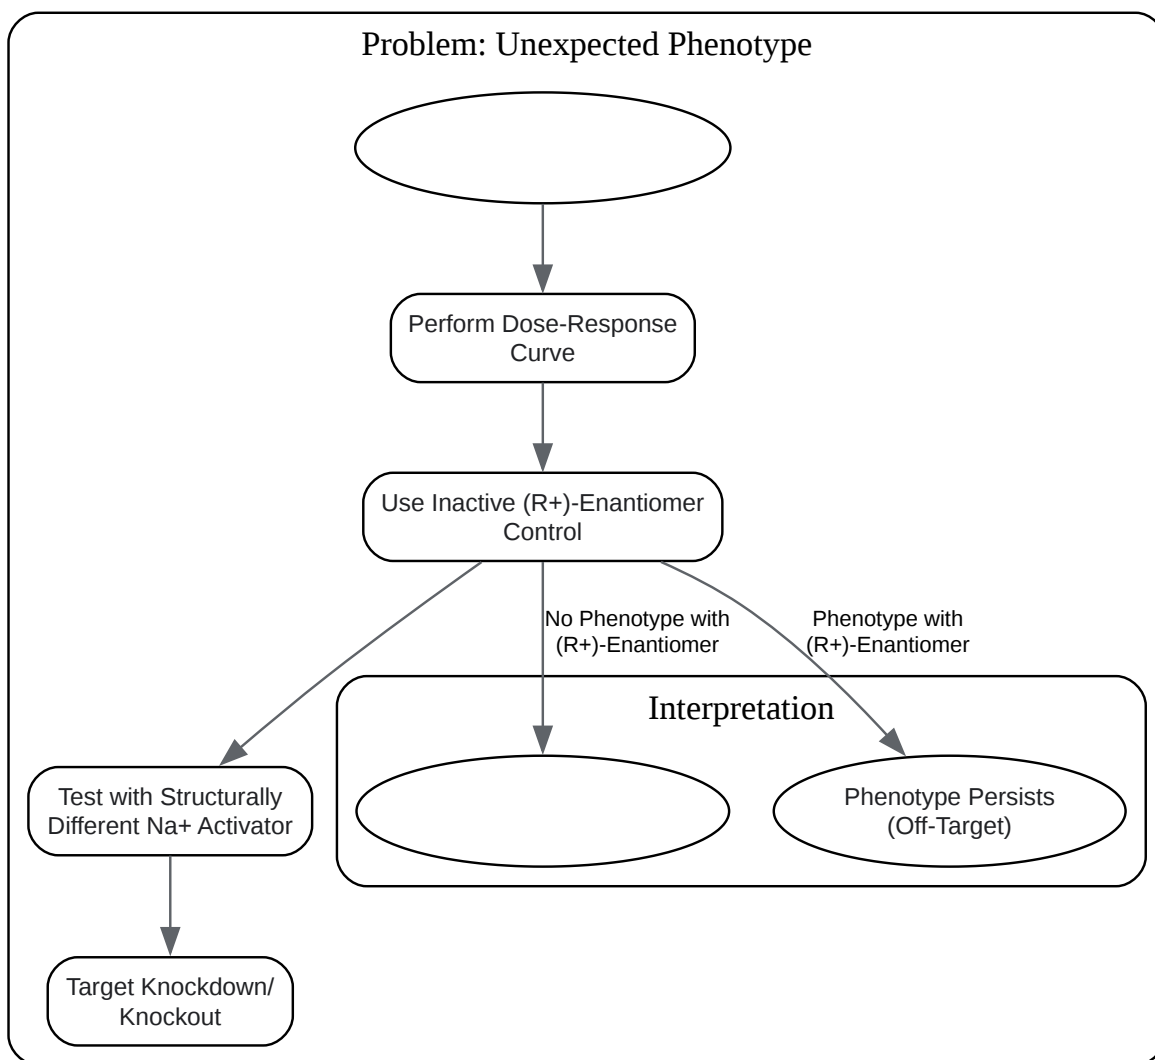 Problem: Unexpected Phenotype
Perform Dose-Response
Curve
Use Inactive (R+)-Enantiomer
Control
No Phenotype with
(R+)-Enantiomer
Phenotype with
(R+)-Enantiomer
Interpretation
Test with Structurally
Different Na+ Activator
Phenotype Persists
(Off-Target)
Target Knockdown/
Knockout